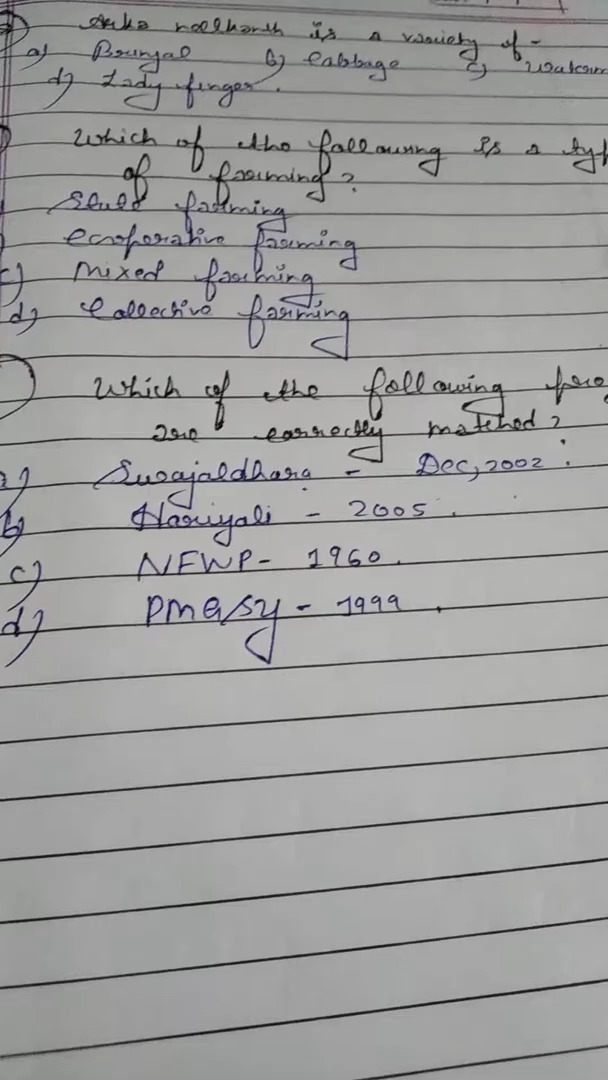 Arka neelkanth is a variety of -
a) Brinjal b) Cabbage c)
d) Lady finger.
Which of the following is a
of farming?
farming
cooperative farming
c) mixed farming
d) Collective farming
Which of the following
are correctly matched?
a) Swajaldhara - Dec, 2002.
b) Hariyali - 2005.
c) NFWP - 1960.
d) PMGSY - 1999.